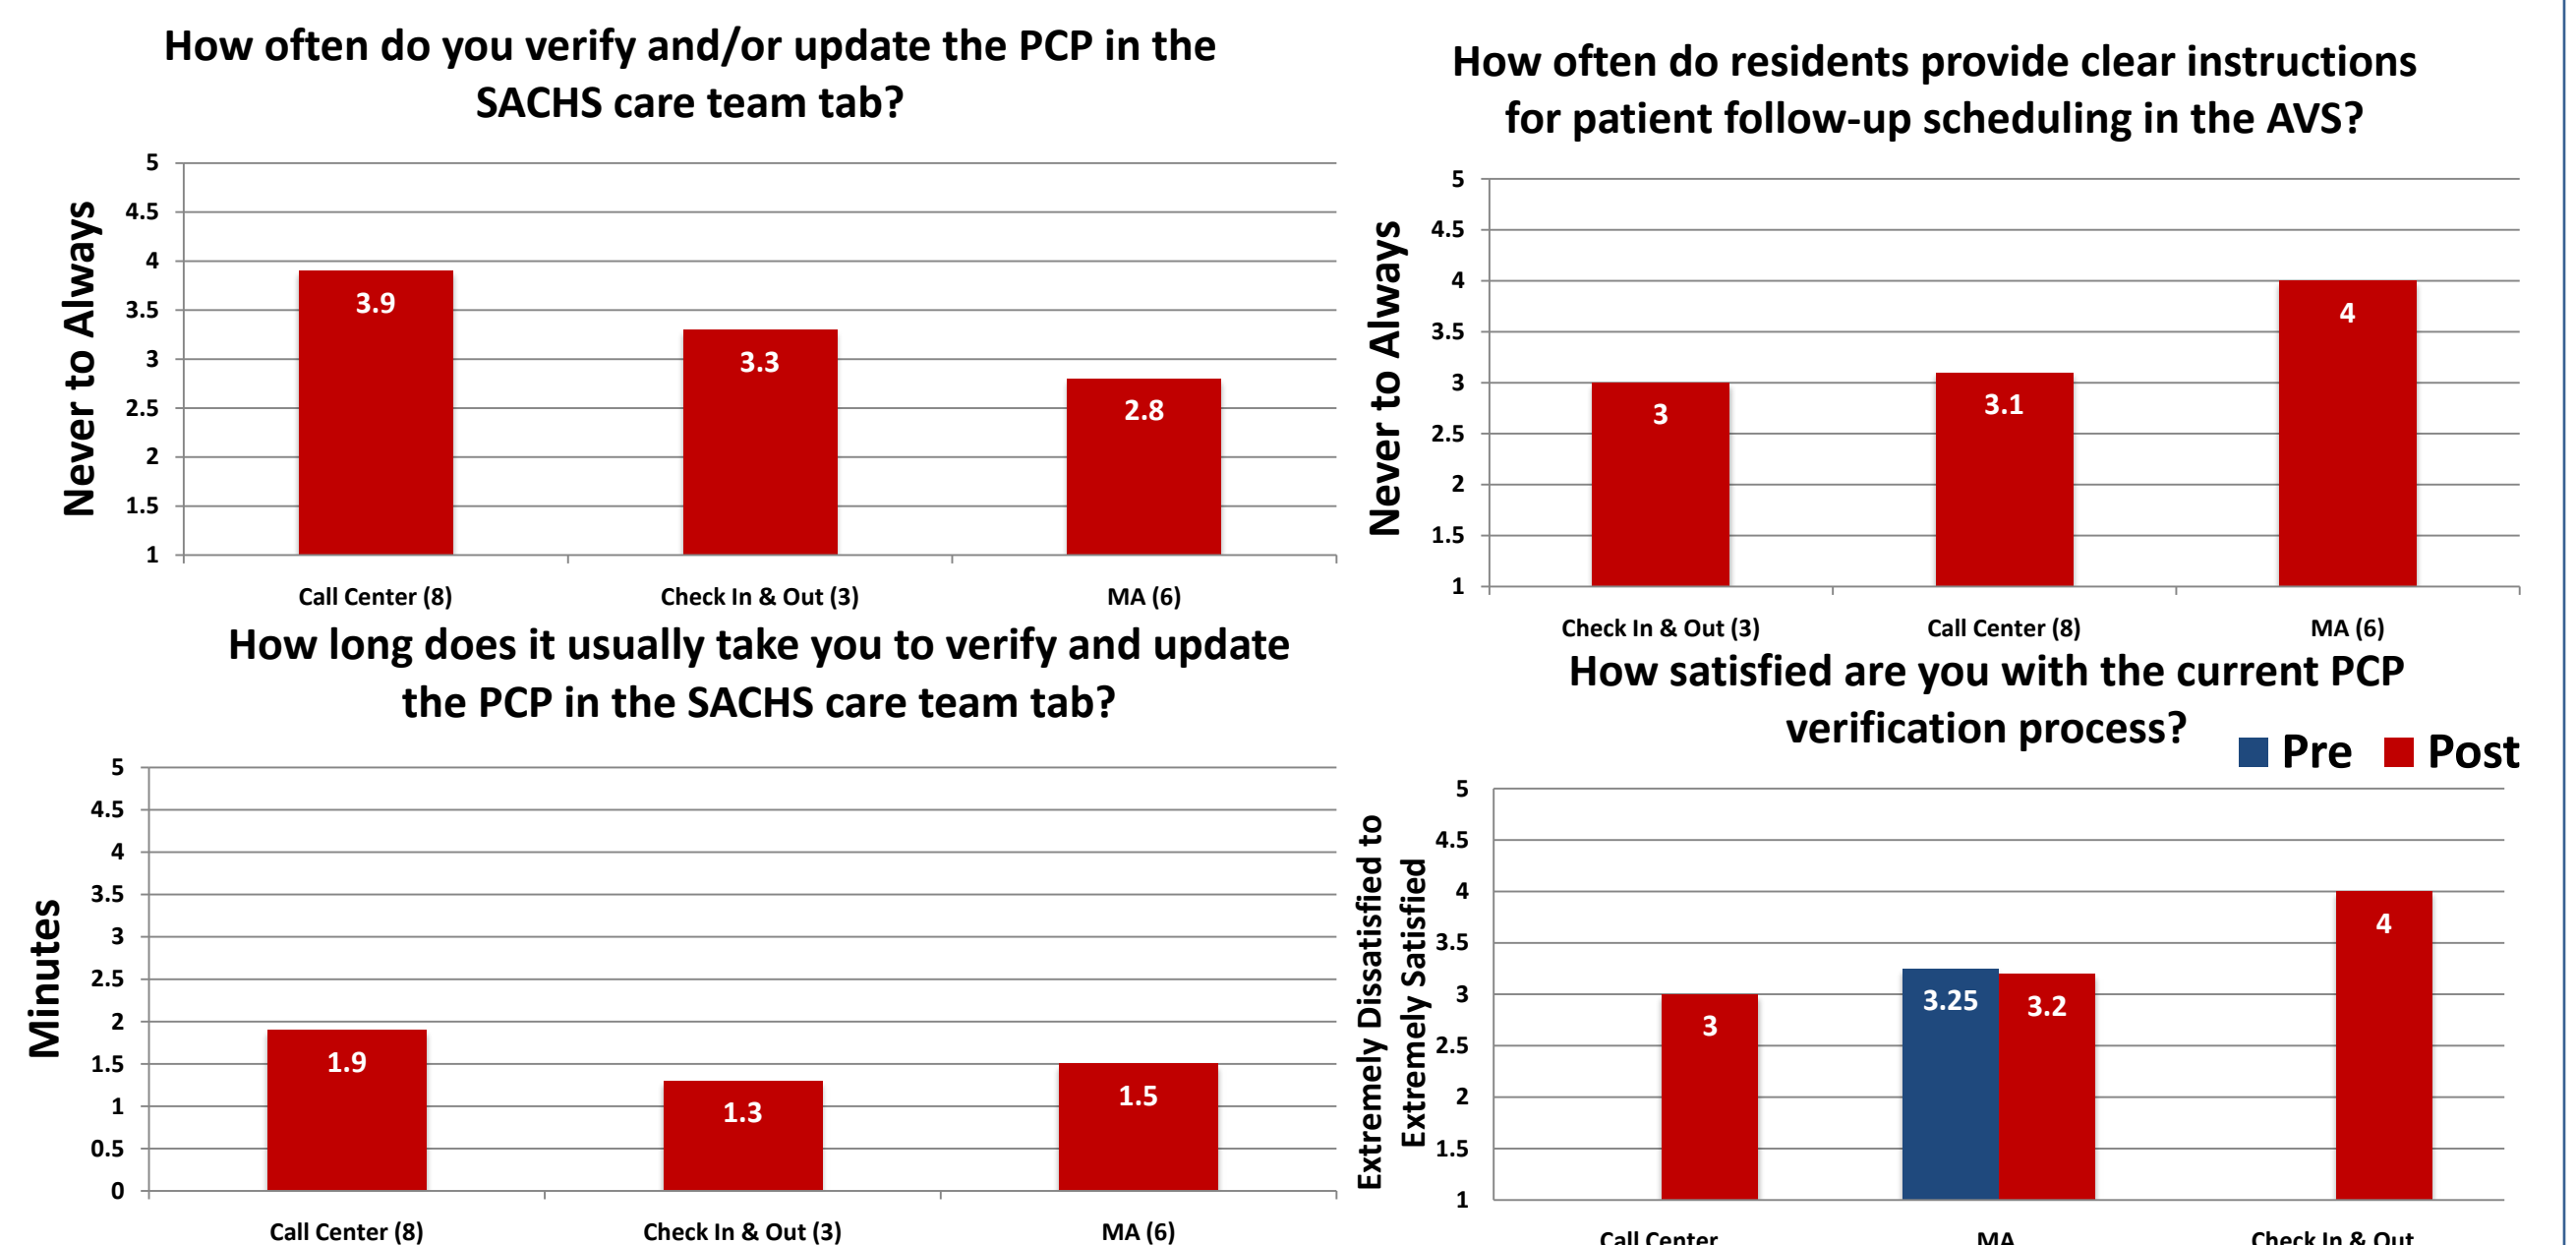 How often do you verify and/or update the PCP in the
SACHS care team tab?
Never to Always
5
4.5
4
3.5
3
2.5
2
1.5
1
3.9
3.3
2.8
Call Center (8)
Check In & Out (3)
MA (6)
How often do residents provide clear instructions
for patient follow-up scheduling in the AVS?
Never to Always
5
4.5
4
3.5
3
2.5
2
1.5
1
3
3.1
4
Check In & Out (3)
Call Center (8)
MA (6)
How long does it usually take you to verify and update
the PCP in the SACHS care team tab?
Minutes
5
4.5
4
3.5
3
2.5
2
1.5
1
0.5
0
1.9
1.3
1.5
Call Center (8)
Check In & Out (3)
MA (6)
How satisfied are you with the current PCP
verification process?
Pre Post
Extremely Dissatisfied to
Extremely Satisfied
5
4.5
4
3.5
3
2.5
2
1.5
1
3
3.25
3.2
4
Call Center
MA
Check In & Out